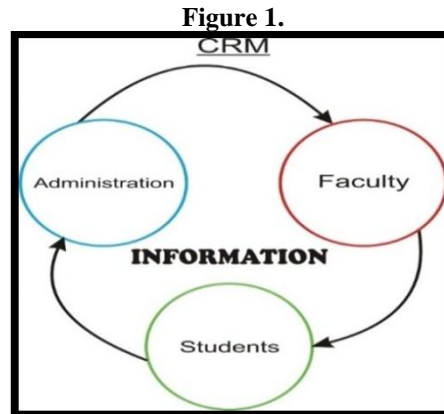 Figure 1.
CRM
Administration
Faculty
INFORMATION
Students